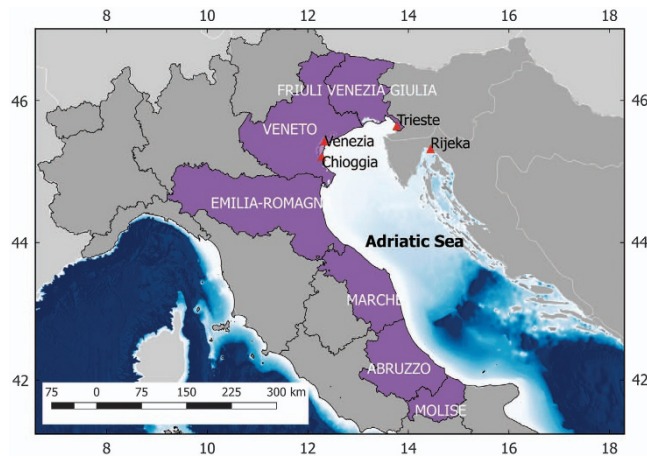 8 10 12 14 16 18
46
FRIULI VENEZIA GIULIA
Trieste
VENETO
Venezia
Rijeka
Chioggia
46
EMILIA-ROMAGN
44
Adriatic Sea
44
MARCHE
ABRUZZO
42
75 0 75 150 225 300 km
MOLISE
42
8 10 12 14 16 18